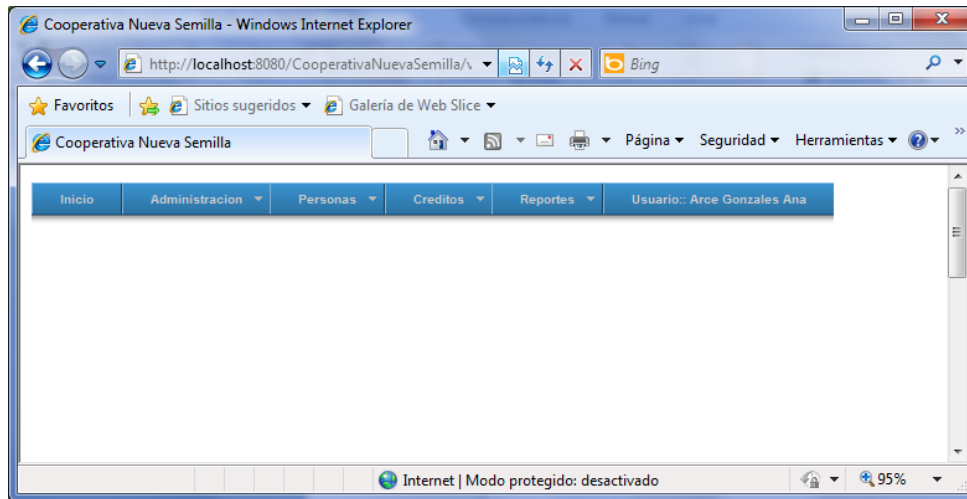 Cooperativa Nueva Semilla - Windows Internet Explorer
http://localhost:8080/CooperativaNuevaSemilla/v
Bing
Favoritos Sitios sugeridos Galería de Web Slice
Cooperativa Nueva Semilla Página Seguridad Herramientas »
Inicio Administracion Personas Creditos Reportes Usuario:: Arce Gonzales Ana
Internet | Modo protegido: desactivado 95%